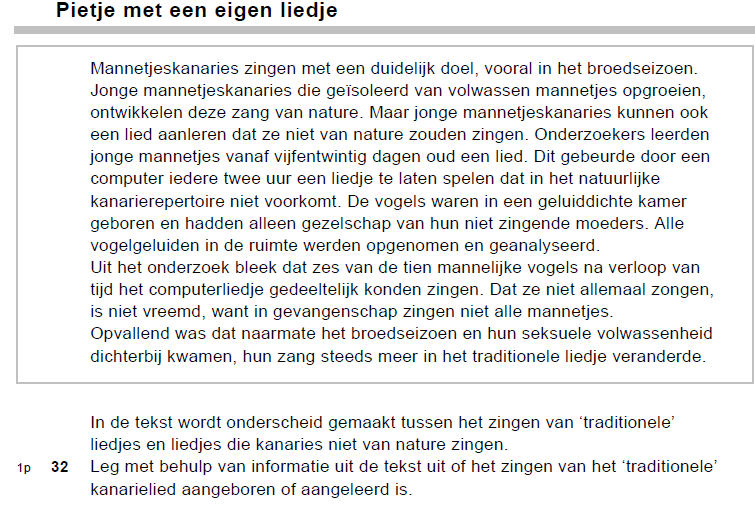 Pietje met een eigen liedje
Mannetjeskanaries zingen met een duidelijk doel, vooral in het broedseizoen.
Jonge mannetjeskanaries die geïsoleerd van volwassen mannetjes opgroeien,
ontwikkelen deze zang van nature. Maar jonge mannetjeskanaries kunnen ook
een lied aanleren dat ze niet van nature zouden zingen. Onderzoekers leerden
jonge mannetjes vanaf vijfentwintig dagen oud een lied. Dit gebeurde door een
computer iedere twee uur een liedje te laten spelen dat in het natuurlijke
kanarierepertoire niet voorkomt. De vogels waren in een geluiddichte kamer
geboren en hadden alleen gezelschap van hun niet zingende moeders. Alle
vogelgeluiden in de ruimte werden opgenomen en geanalyseerd.
Uit het onderzoek bleek dat zes van de tien mannelijke vogels na verloop van
tijd het computerliedje gedeeltelijk konden zingen. Dat ze niet allemaal zongen,
is niet vreemd, want in gevangenschap zingen niet alle mannetjes.
Opvallend was dat naarmate het broedseizoen en hun seksuele volwassenheid
dichterbij kwamen, hun zang steeds meer in het traditionele liedje veranderde.
In de tekst wordt onderscheid gemaakt tussen het zingen van ‘traditionele’
liedjes en liedjes die kanaries niet van nature zingen.
1p 32 Leg met behulp van informatie uit de tekst uit of het zingen van het ‘traditionele’
kanarielied aangeboren of aangeleerd is.